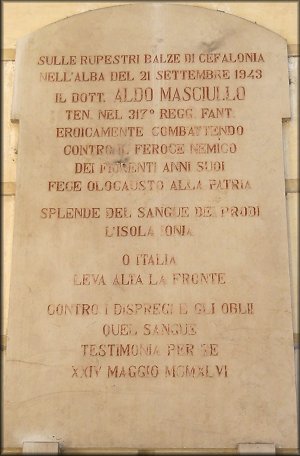 SULLE RUPESTRI BALZE DI CEFALONIA
NELL'ALBA DEL 21 SETTEMBRE 1943
IL DOTT. ALDO MASCIULLO
TEN. NEL 317° REGG. FANT.
EROICAMENTE COMBATTENDO
CONTRO IL FEROCE NEMICO
DEI FIORENTI ANNI SUOI
FECE OLOCAUSTO ALLA PATRIA
SPLENDE DEL SANGUE DEI PRODI
L'ISOLA IONIA
O ITALIA
LEVA ALTA LA FRONTE
CONTRO I DISPREGI E GLI OBLII
QUEL SANGUE
TESTIMONIA PER TE
XXIV MAGGIO MCMXLVI